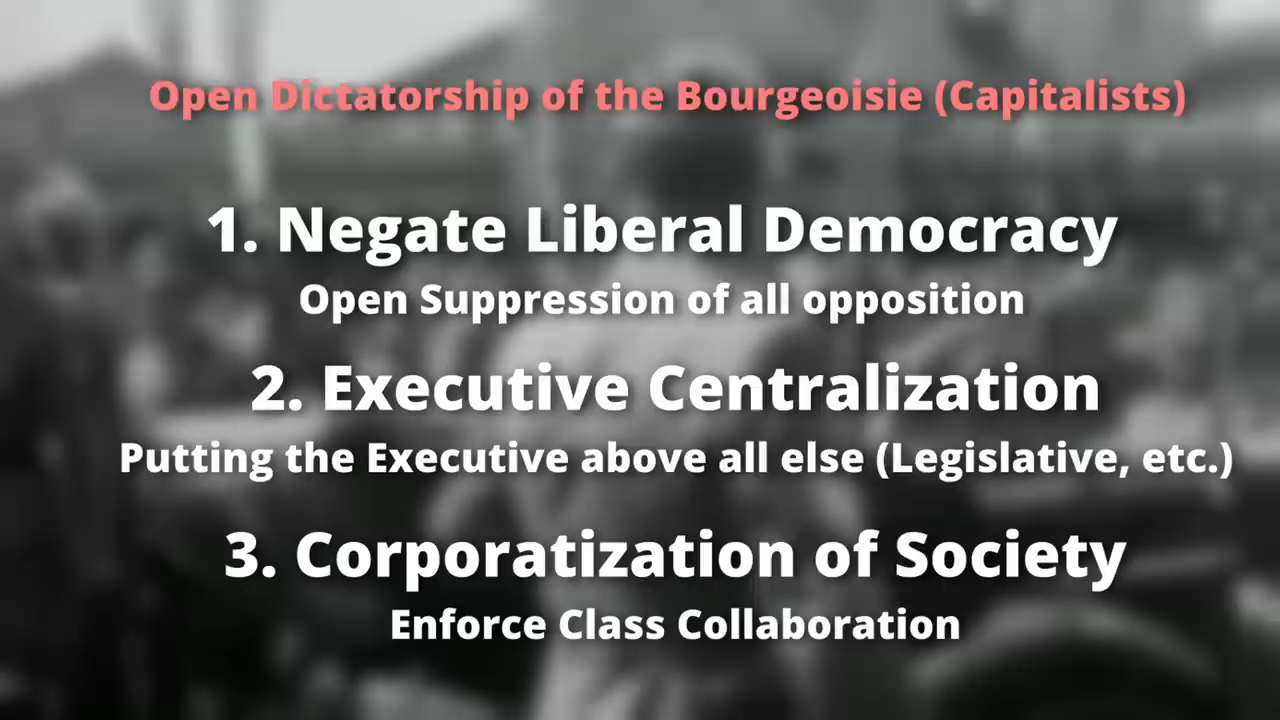 Open Dictatorship of the Bourgeoisie (Capitalists)
1. Negate Liberal Democracy
Open Suppression of all opposition
2. Executive Centralization
Putting the Executive above all else (Legislative, etc.)
3. Corporatization of Society
Enforce Class Collaboration